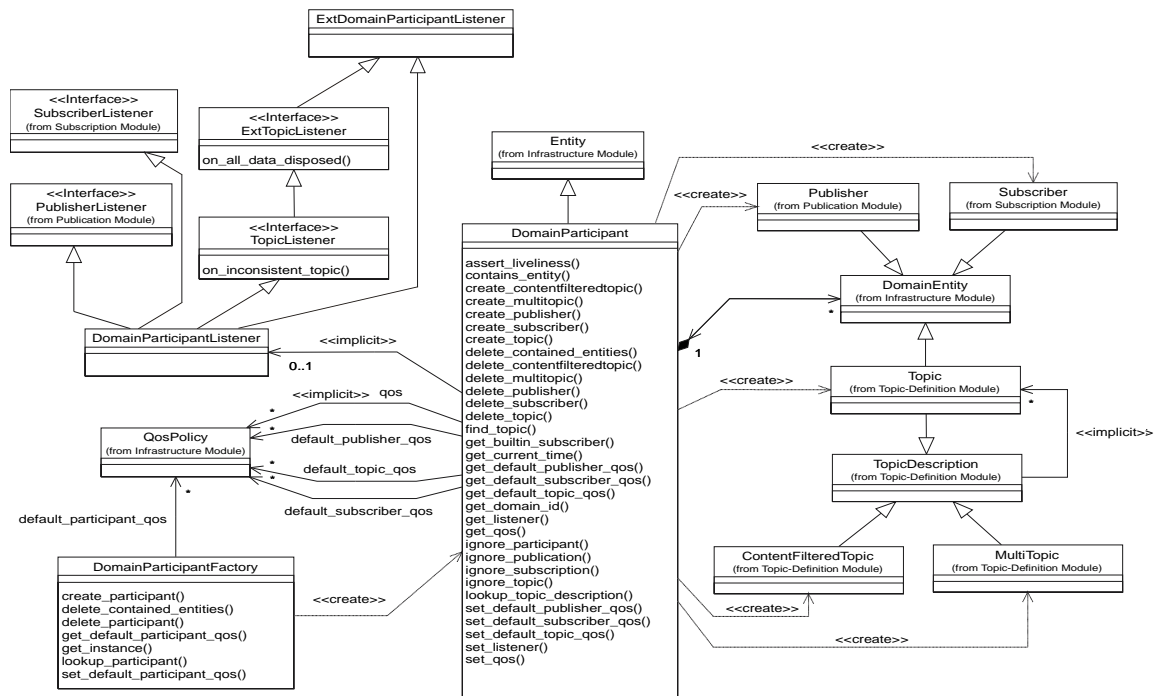 ExtDomainParticipantListener
<<Interface>>
SubscriberListener
(from Subscription Module)
<<Interface>>
ExtTopicListener
on_all_data_disposed()
<<Interface>>
PublisherListener
(from Publication Module)
<<Interface>>
TopicListener
on_inconsistent_topic()
DomainParticipantListener
0..1
<<implicit>>
Entity
(from Infrastructure Module)
<<create>>
<<create>>
Publisher
(from Publication Module)
Subscriber
(from Subscription Module)
DomainEntity
(from Infrastructure Module)
*
1
DomainParticipant
assert_liveliness()
contains_entity()
create_contentfilteredtopic()
create_multitopic()
create_publisher()
create_subscriber()
create_topic()
delete_contained_entities()
delete_contentfilteredtopic()
delete_multitopic()
delete_publisher()
delete_subscriber()
delete_topic()
find_topic()
get_builtin_subscriber()
get_current_time()
get_default_publisher_qos()
get_default_subscriber_qos()
get_default_topic_qos()
get_domain_id()
get_listener()
get_qos()
ignore_participant()
ignore_publication()
ignore_subscription()
ignore_topic()
lookup_topic_description()
set_default_publisher_qos()
set_default_subscriber_qos()
set_default_topic_qos()
set_listener()
set_qos()
<<implicit>> qos
*
*
default_publisher_qos
*
default_topic_qos
*
default_subscriber_qos
QosPolicy
(from Infrastructure Module)
*
default_participant_qos
DomainParticipantFactory
create_participant()
delete_contained_entities()
delete_participant()
get_default_participant_qos()
get_instance()
lookup_participant()
set_default_participant_qos()
<<create>>
<<create>>
Topic
(from Topic-Definition Module)
*
<<implicit>>
TopicDescription
(from Topic-Definition Module)
ContentFilteredTopic
(from Topic-Definition Module)
MultiTopic
(from Topic-Definition Module)
<<create>>
<<create>>